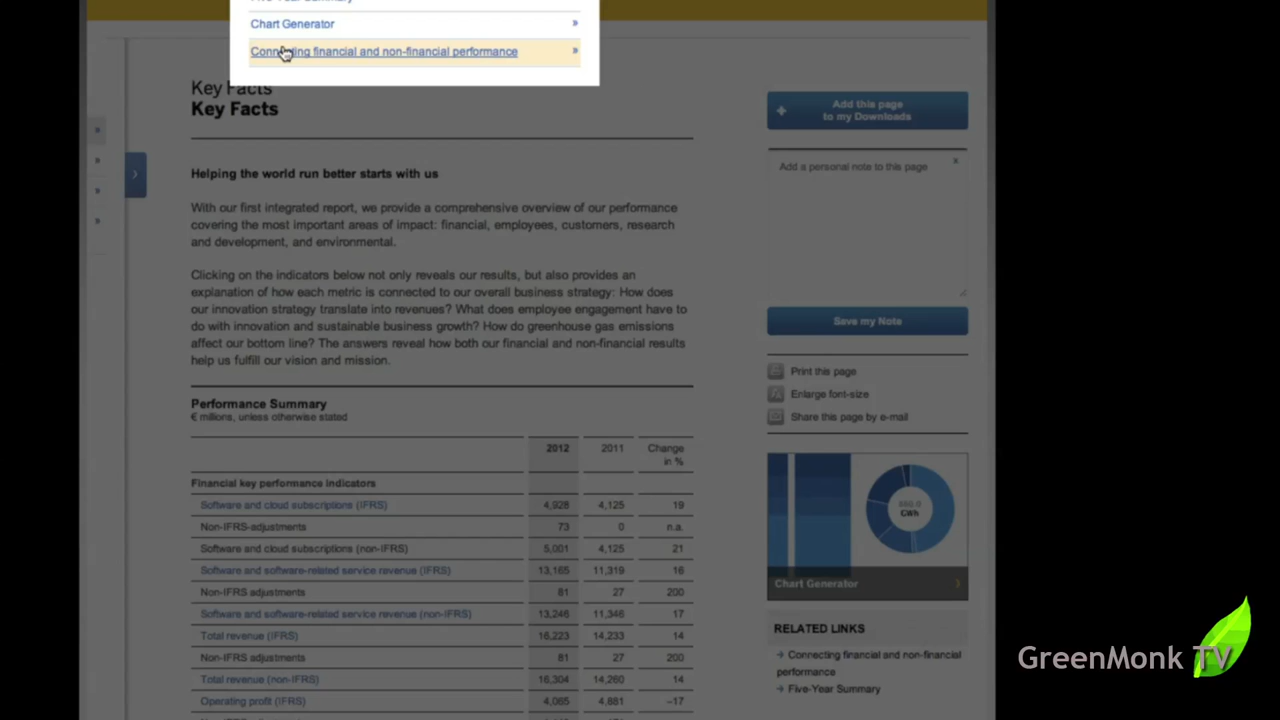 Five-Year Summary
Chart Generator »
Connecting financial and non-financial performance »
Key Facts
Key Facts
Helping the world run better starts with us
With our first integrated report, we provide a comprehensive overview of our performance
covering the most important areas of impact: financial, employees, customers, research
and development, and environmental.
Clicking on the indicators below not only reveals our results, but also provides an
explanation of how each metric is connected to our overall business strategy: How does
our innovation strategy translate into revenues? What does employee engagement have to
do with innovation and sustainable business growth? How do greenhouse gas emissions
affect our bottom line? The answers reveal how both our financial and non-financial results
help us fulfill our vision and mission.
Performance Summary
€ millions, unless otherwise stated
2012 2011 Change
in %
Financial key performance indicators
Software and cloud subscriptions (IFRS) 4,928 4,125 19
Non-IFRS-adjustments 73 0 n.a.
Software and cloud subscriptions (non-IFRS) 5,001 4,125 21
Software and software-related service revenue (IFRS) 13,165 11,319 16
Non-IFRS adjustments 81 27 200
Software and software-related service revenue (non-IFRS) 13,246 11,346 17
Total revenue (IFRS) 16,223 14,233 14
Non-IFRS adjustments 81 27 200
Total revenue (non-IFRS) 16,304 14,260 14
Operating profit (IFRS) 4,065 4,881 –17
Add this page
to my Downloads
Add a personal note to this page x
Save my Note
Print this page
Enlarge font-size
Share this page by e-mail
GWh
Chart Generator
RELATED LINKS
Connecting financial and non-financial
performance
Five-Year Summary
GreenMonk TV